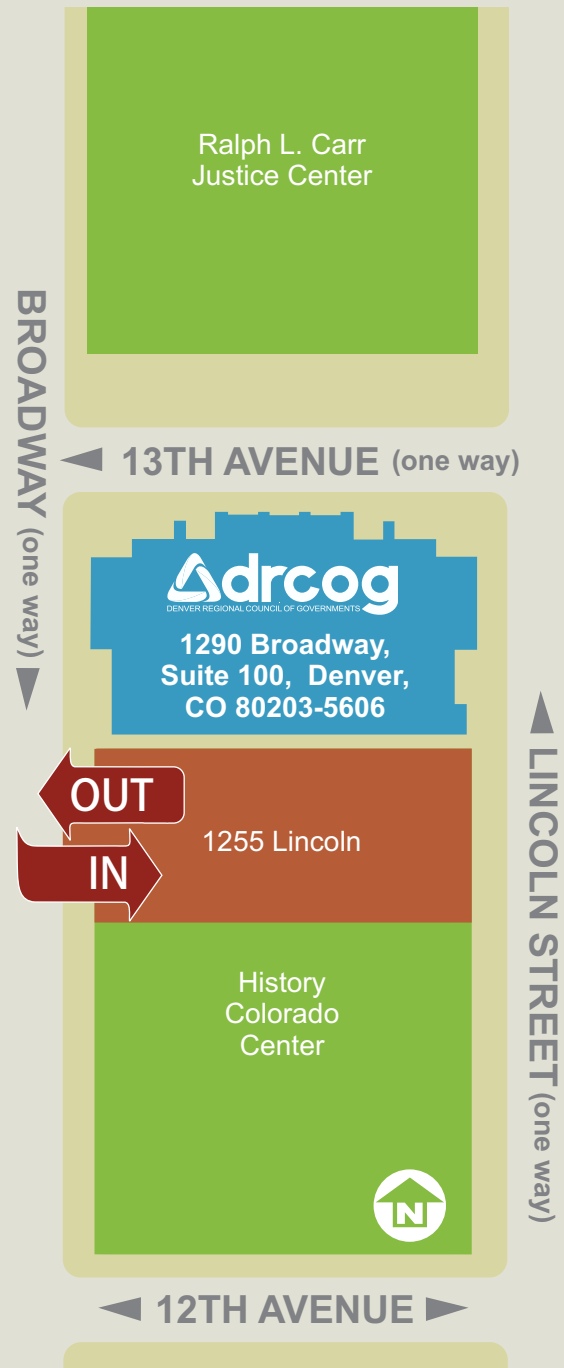 Ralph L. Carr
Justice Center
BROADWAY (one way)
13TH AVENUE (one way)
drcog
DENVER REGIONAL COUNCIL OF GOVERNMENTS
1290 Broadway,
Suite 100, Denver,
CO 80203-5606
OUT
IN
1255 Lincoln
LINCOLN STREET (one way)
History
Colorado
Center
N
12TH AVENUE